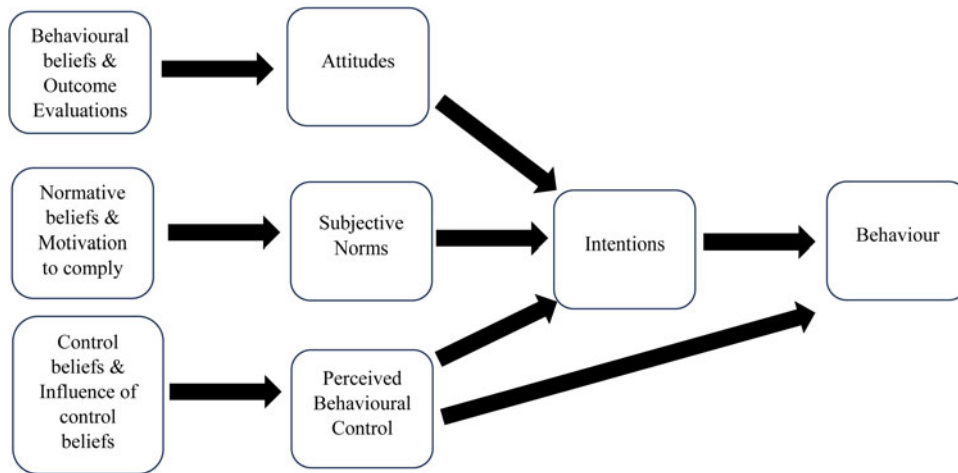 Behavioural
beliefs &
Outcome
Evaluations
Attitudes
Normative
beliefs &
Motivation
to comply
Subjective
Norms
Intentions
Behaviour
Control
beliefs &
Influence of
control
beliefs
Perceived
Behavioural
Control